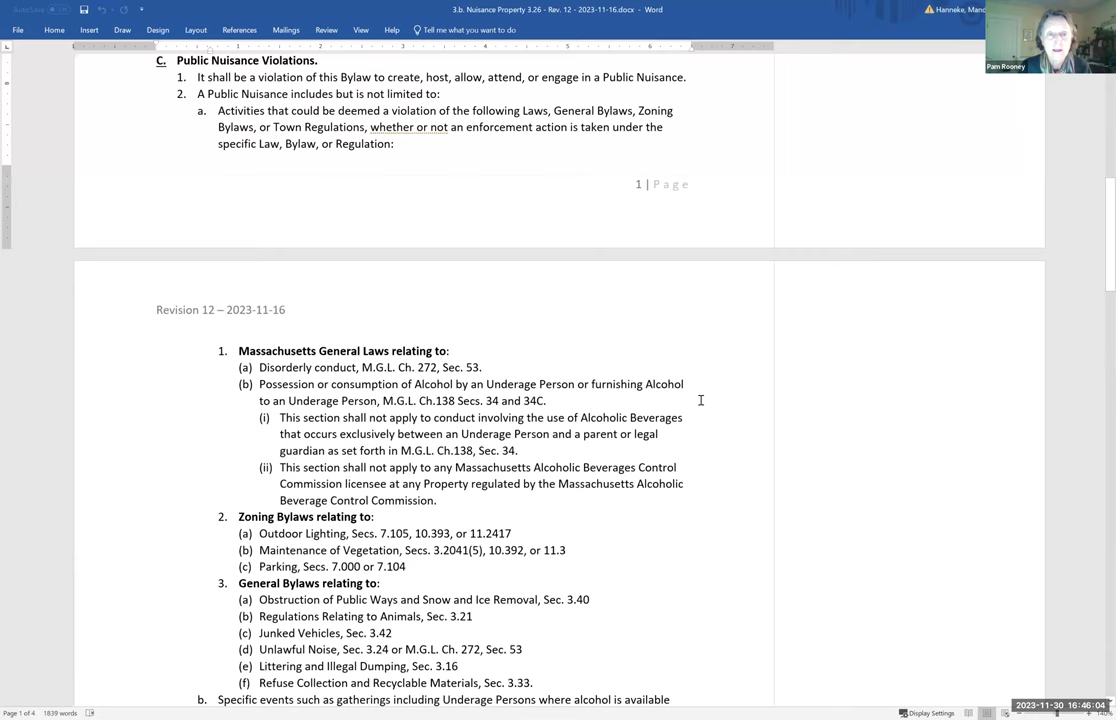 AutoSave
3.b. Nuisance Property 3.26 - Rev. 12 - 2023-11-16.docx - Word
Hanneke,
File Home Insert Draw Design Layout References Mailings Review View Help Tell me what you want to do
Pam Rooney
1 2 3 4 5 6 7
C. Public Nuisance Violations.
1. It shall be a violation of this Bylaw to create, host, allow, attend, or engage in a Public Nuisance.
2. A Public Nuisance includes but is not limited to:
a. Activities that could be deemed a violation of the following Laws, General Bylaws, Zoning
Bylaws, or Town Regulations, whether or not an enforcement action is taken under the
specific Law, Bylaw, or Regulation:
1 | Page
Revision 12 – 2023-11-16
1. Massachusetts General Laws relating to:
(a) Disorderly conduct, M.G.L. Ch. 272, Sec. 53.
(b) Possession or consumption of Alcohol by an Underage Person or furnishing Alcohol
to an Underage Person, M.G.L. Ch.138 Secs. 34 and 34C.
(i) This section shall not apply to conduct involving the use of Alcoholic Beverages
that occurs exclusively between an Underage Person and a parent or legal
guardian as set forth in M.G.L. Ch.138, Sec. 34.
(ii) This section shall not apply to any Massachusetts Alcoholic Beverages Control
Commission licensee at any Property regulated by the Massachusetts Alcoholic
Beverage Control Commission.
2. Zoning Bylaws relating to:
(a) Outdoor Lighting, Secs. 7.105, 10.393, or 11.2417
(b) Maintenance of Vegetation, Secs. 3.2041(5), 10.392, or 11.3
(c) Parking, Secs. 7.000 or 7.104
3. General Bylaws relating to:
(a) Obstruction of Public Ways and Snow and Ice Removal, Sec. 3.40
(b) Regulations Relating to Animals, Sec. 3.21
(c) Junked Vehicles, Sec. 3.42
(d) Unlawful Noise, Sec. 3.24 or M.G.L. Ch. 272, Sec. 53
(e) Littering and Illegal Dumping, Sec. 3.16
(f) Refuse Collection and Recyclable Materials, Sec. 3.33.
b. Specific events such as gatherings including Underage Persons where alcohol is available
Page 1 of 4 1839 words
Display Settings
2023-11-30 16:46:04